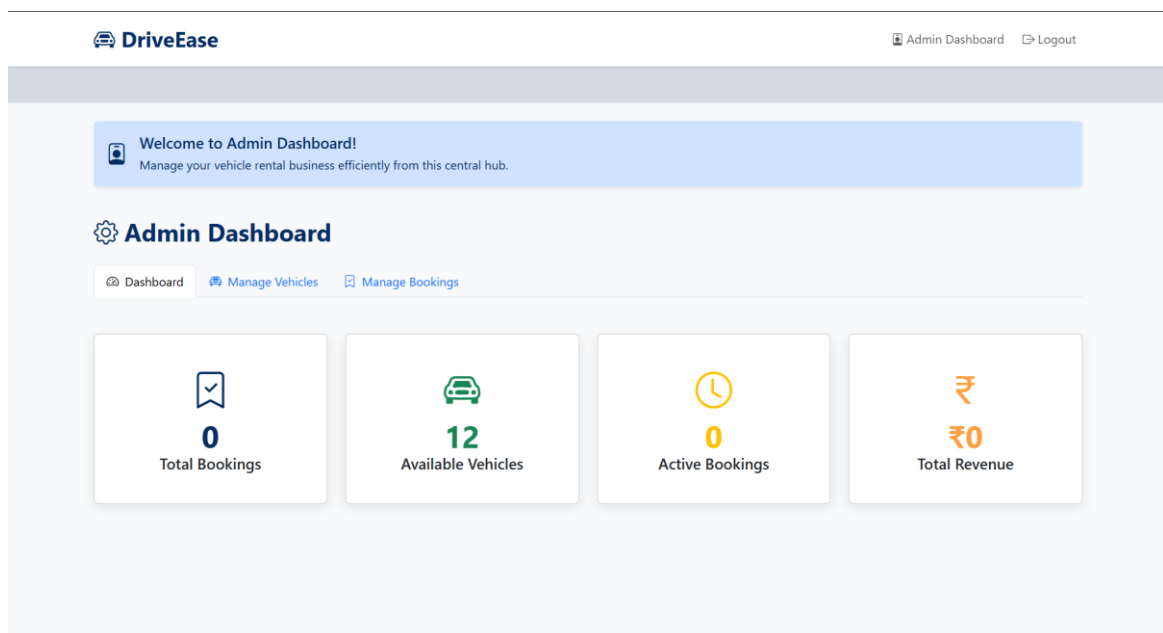 DriveEase
Admin Dashboard
Logout
Welcome to Admin Dashboard!
Manage your vehicle rental business efficiently from this central hub.
Admin Dashboard
Dashboard
Manage Vehicles
Manage Bookings
0
Total Bookings
12
Available Vehicles
0
Active Bookings
₹
₹0
Total Revenue